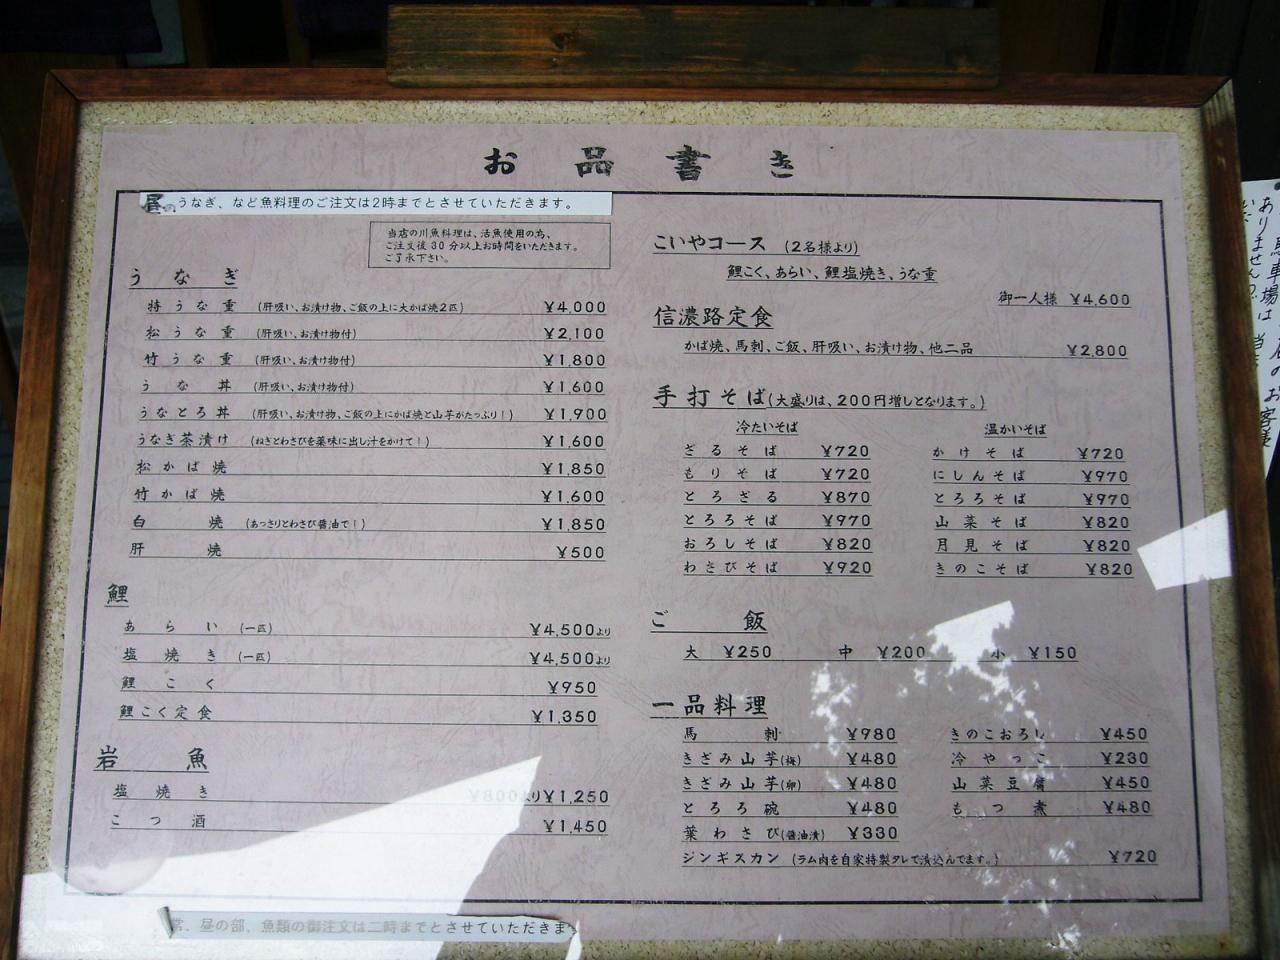 お品書き
昼のうなぎ、など魚料理のご注文は2時までとさせていただきます。
当店の川魚料理は、活魚使用の為、
ご注文後30分以上お時間をいただきます。
ご了承下さい。
うなぎ
特うな重 (肝吸い、お漬け物、ご飯の上に大かば焼2匹) ¥4,000
松うな重 (肝吸い、お漬け物付) ¥2,100
竹うな重 (肝吸い、お漬け物付) ¥1,800
うな丼 (肝吸い、お漬け物付) ¥1,600
うなとろ丼 (肝吸い、お漬け物、ご飯の上にかば焼と山芋がたっぷり!) ¥1,900
うなぎ茶漬け (ねぎとわさびを薬味に出し汁をかけて!) ¥1,600
松かば焼 ¥1,850
竹かば焼 ¥1,600
白焼 (あっさりとわさび醤油で!) ¥1,850
肝焼 ¥500
鯉
あらい (一匹) ¥4,500より
塩焼き (一匹) ¥4,500より
鯉こく ¥950
鯉こく定食 ¥1,350
岩魚
塩焼き ¥800より¥1,250
こつ酒 ¥1,450
こいやコース (2名様より)
鯉こく、あらい、鯉塩焼き、うな重
御一人様 ¥4,600
信濃路定食
かば焼、馬刺、ご飯、肝吸い、お漬け物、他二品 ¥2,800
手打そば(大盛りは、200円増しとなります。)
冷たいそば
ざるそば ¥720
もりそば ¥720
とろざる ¥870
とろろそば ¥970
おろしそば ¥820
わさびそば ¥920
温かいそば
かけそば ¥720
にしんそば ¥970
とろろそば ¥970
山菜そば ¥820
月見そば ¥820
きのこそば ¥820
ご飯
大 ¥250 中 ¥200 小 ¥150
一品料理
馬刺 ¥980
きざみ山芋(梅) ¥480
きざみ山芋(卵) ¥480
とろろ碗 ¥480
葉わさび(醤油漬) ¥330
きのこおろし ¥450
冷やっこ ¥230
山菜豆腐 ¥450
もつ煮 ¥480
ジンギスカン (ラム肉を自家特製タレで漬込んでます。) ¥720
常、昼の部、魚類の御注文は二時までとさせていただきま